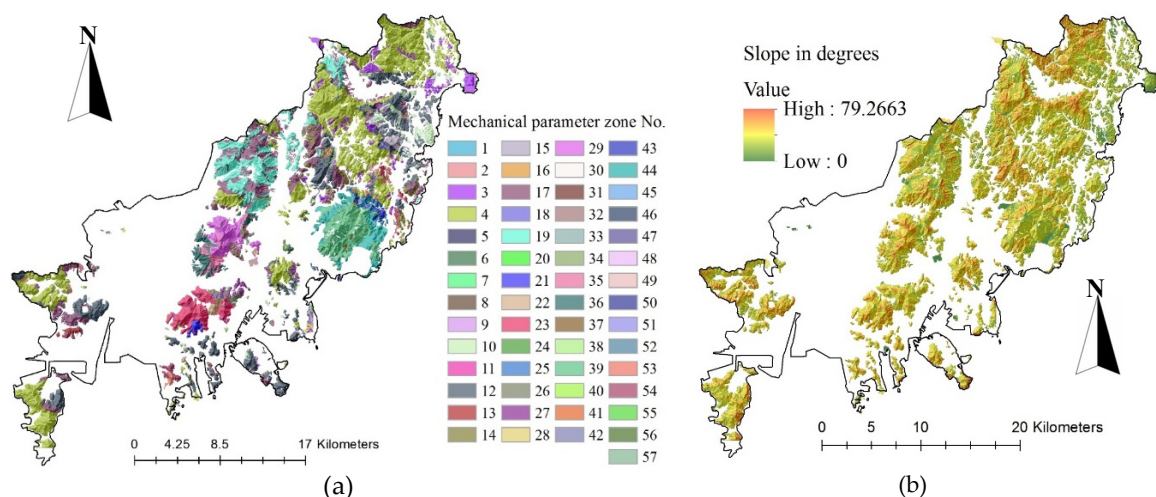 N
Mechanical parameter zone No.
1 15 29 43
2 16 30 44
3 17 31 45
4 18 32 46
5 19 33 47
6 20 34 48
7 21 35 49
8 22 36 50
9 23 37 51
10 24 38 52
11 25 39 53
12 26 40 54
13 27 41 55
14 28 42 56
57
0 4.25 8.5 17 Kilometers
(a)
Slope in degrees
Value
High : 79.2663
Low : 0
N
0 5 10 20 Kilometers
(b)